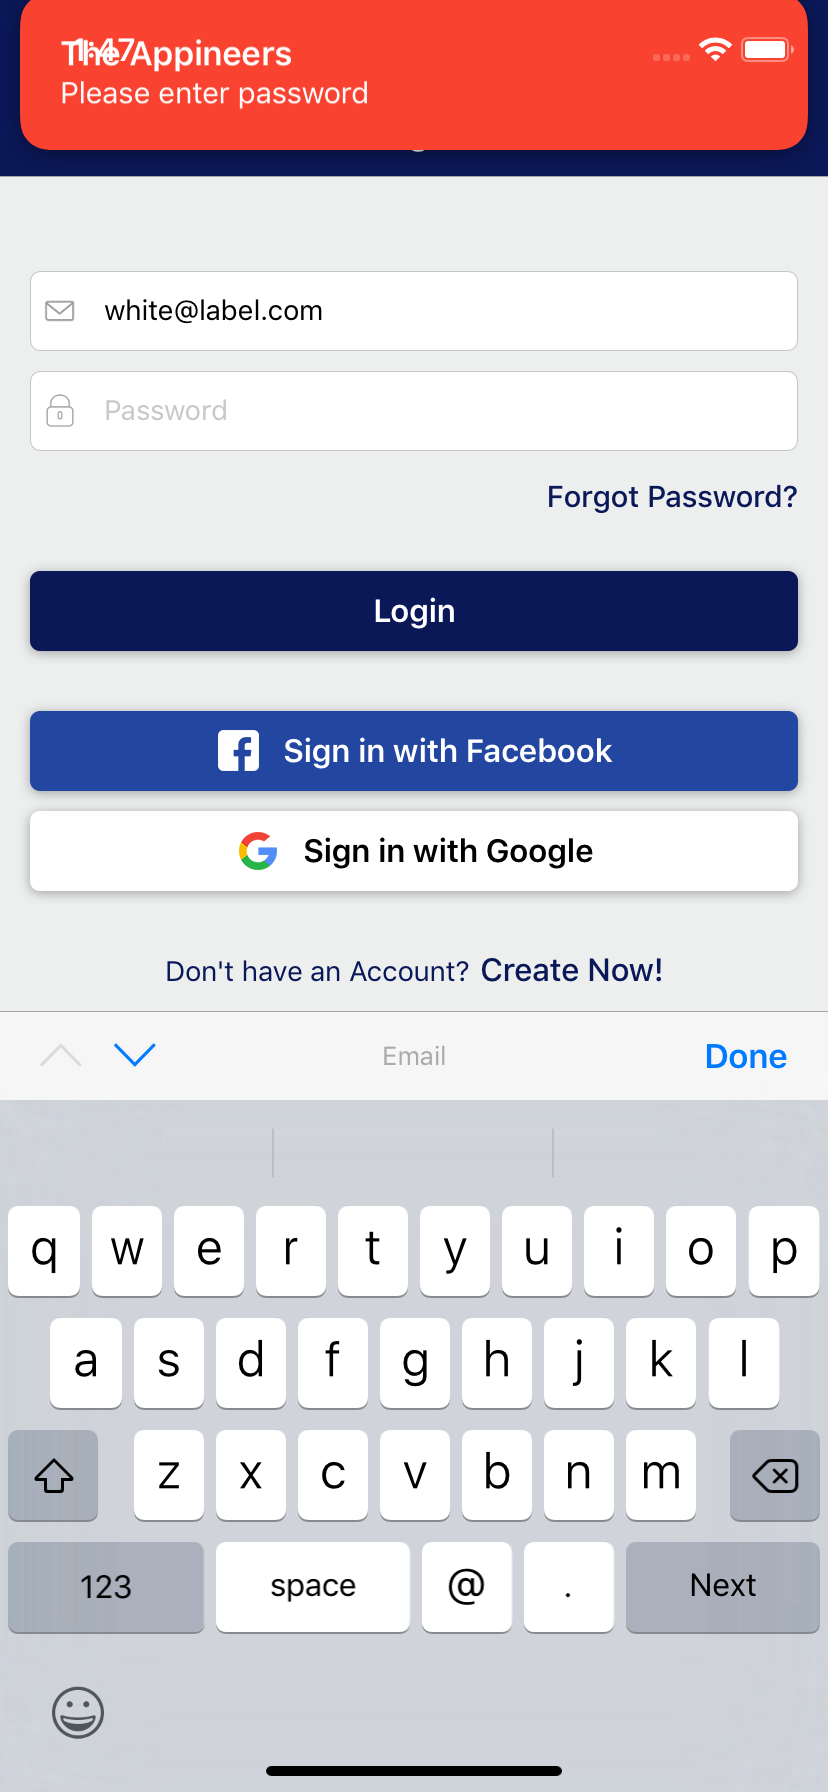 1:47
The Appineers
Please enter password
white@label.com
Password
Forgot Password?
Login
Sign in with Facebook
Sign in with Google
Don't have an Account? Create Now!
Email Done
q w e r t y u i o p
a s d f g h j k l
z x c v b n m
123 space @ . Next